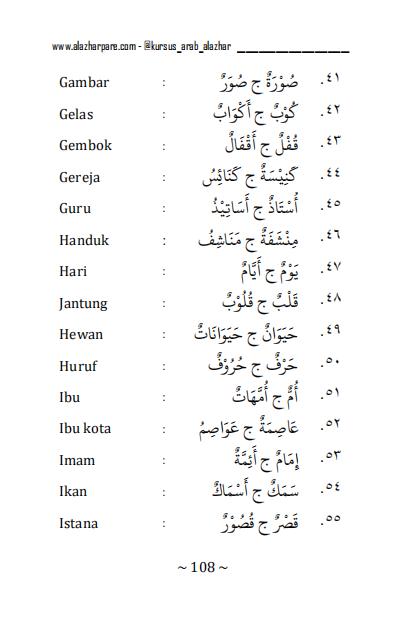 www.alazharpare.com - @kursus_arab_alazhar ___________
Gambar : صُوْرَةٌ ج صُوَرٌ .٤١
Gelas : كُوْبٌ ج أَكْوَابٌ .٤٢
Gembok : قُفْلٌ ج أَقْفَالٌ .٤٣
Gereja : كَنِيْسَةٌ ج كَنَائِسُ .٤٤
Guru : أُسْتَاذٌ ج أَسَاتِيْذُ .٤٥
Handuk : مِنْشَفَةٌ ج مَنَاشِفُ .٤٦
Hari : يَوْمٌ ج أَيَّامٌ .٤٧
Jantung : قَلْبٌ ج قُلُوْبٌ .٤٨
Hewan : حَيَوَانٌ ج حَيَوَانَاتٌ .٤٩
Huruf : حَرْفٌ ج حُرُوْفٌ .٥٠
Ibu : أُمٌّ ج أُمَّهَاتٌ .٥١
Ibu kota : عَاصِمَةٌ ج عَوَاصِمُ .٥٢
Imam : إِمَامٌ ج أَئِمَّةٌ .٥٣
Ikan : سَمَكٌ ج أَسْمَاكٌ .٥٤
Istana : قَصْرٌ ج قُصُوْرٌ .٥٥
~ 108 ~